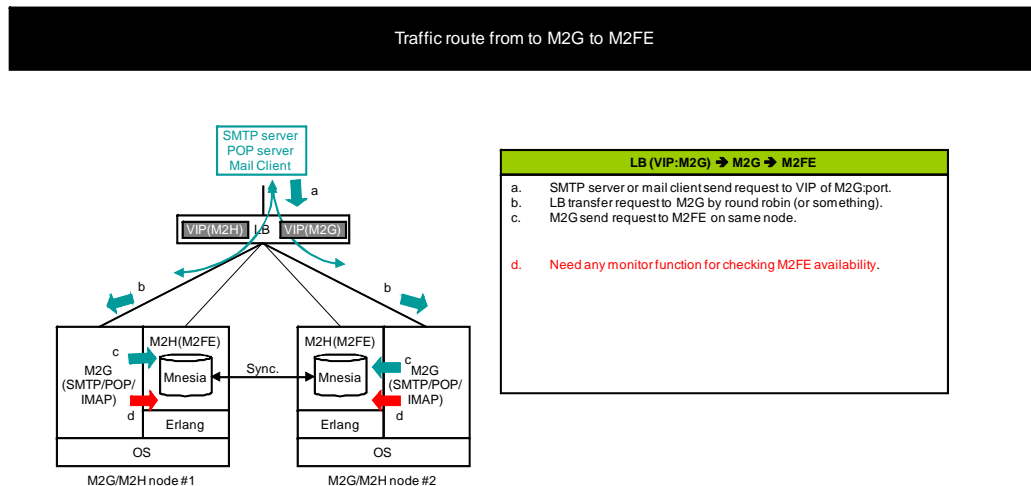 Traffic route from to M2G to M2FE
SMTP server
POP server
Mail Client
a
VIP(M2H)
LB
VIP(M2G)
b
b
M2G
(SMTP/POP/
IMAP)
c
d
M2H(M2FE)
Mnesia
Erlang
OS
M2G/M2H node #1
Sync.
M2H(M2FE)
Mnesia
Erlang
c
d
M2G
(SMTP/POP/
IMAP)
OS
M2G/M2H node #2
LB (VIP:M2G) ➔ M2G ➔ M2FE
a. SMTP server or mail client send request to VIP of M2G:port.
b. LB transfer request to M2G by round robin (or something).
c. M2G send request to M2FE on same node.
d. Need any monitor function for checking M2FE availability.